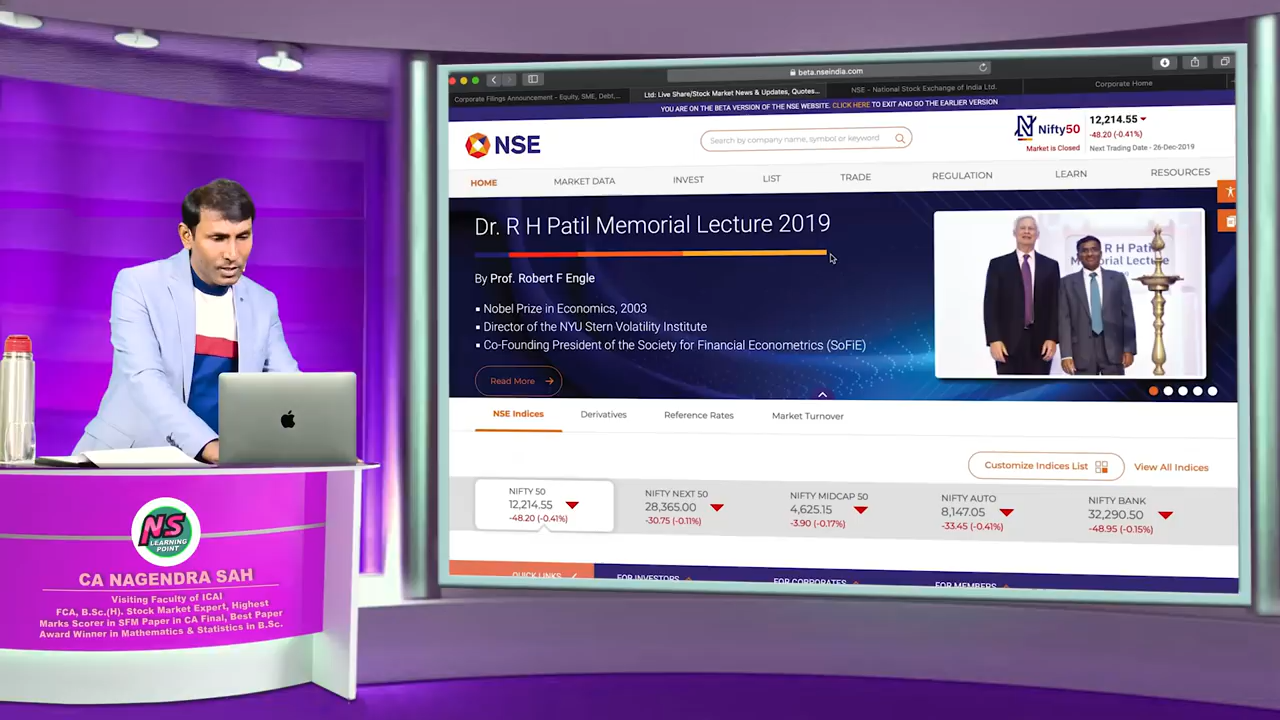 beta.nseindia.com
Corporate Filings Announcement - Equity, SME, Debt,...
Ltd: Live Share/Stock Market News & Updates, Quotes...
NSE - National Stock Exchange of India Ltd.
Corporate Home
YOU ARE ON THE BETA VERSION OF THE NSE WEBSITE. CLICK HERE TO EXIT AND GO THE EARLIER VERSION
NSE
Search by company name, symbol or keyword
Nifty50
Market is Closed
12,214.55
-48.20 (-0.41%)
Next Trading Date - 26-Dec-2019
HOME
MARKET DATA
INVEST
LIST
TRADE
REGULATION
LEARN
RESOURCES
Dr. R H Patil Memorial Lecture 2019
By Prof. Robert F Engle
Nobel Prize in Economics, 2003
Director of the NYU Stern Volatility Institute
Co-Founding President of the Society for Financial Econometrics (SoFiE)
Read More
R H Pati
Lecture
NSE Indices
Derivatives
Reference Rates
Market Turnover
Customize Indices List
View All Indices
NIFTY 50
12,214.55
-48.20 (-0.41%)
NIFTY NEXT 50
28,365.00
-30.75 (-0.11%)
NIFTY MIDCAP 50
4,625.15
-3.90 (-0.17%)
NIFTY AUTO
8,147.05
-33.45 (-0.41%)
NIFTY BANK
32,290.50
-48.95 (-0.15%)
QUICK LINKS
FOR INVESTORS
FOR CORPORATES
FOR MEMBERS
NS
LEARNING
POINT
CA NAGENDRA SAH
Visiting Faculty of ICAI
FCA, B.Sc.(H). Stock Market Expert, Highest
Marks Scorer in SFM Paper in CA Final, Best Paper
Award Winner in Mathematics & Statistics in B.Sc.